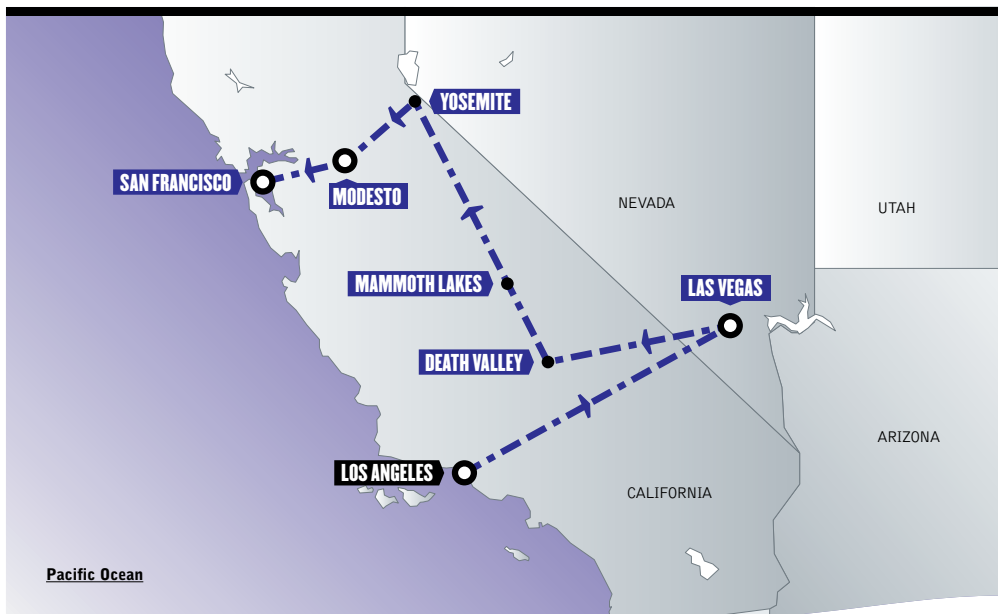 YOSEMITE
SAN FRANCISCO
MODESTO
NEVADA
UTAH
MAMMOTH LAKES
LAS VEGAS
DEATH VALLEY
ARIZONA
LOS ANGELES
CALIFORNIA
Pacific Ocean